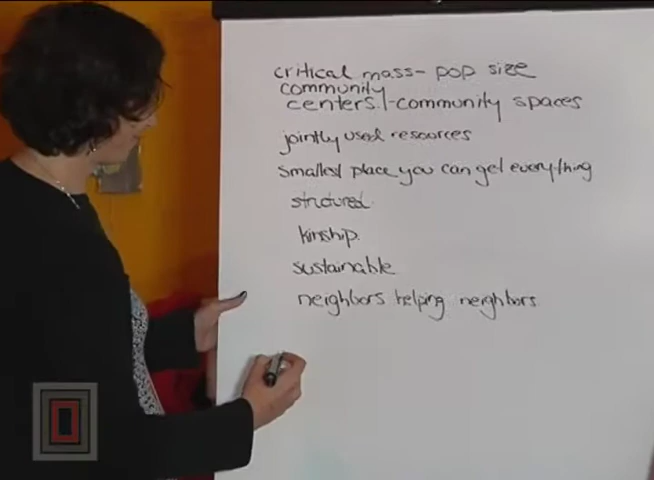 critical mass- pop size
community
centers/-community spaces
jointly used resources
smallest place you can get everything
structured
kinship.
sustainable
neighbors helping neighbors